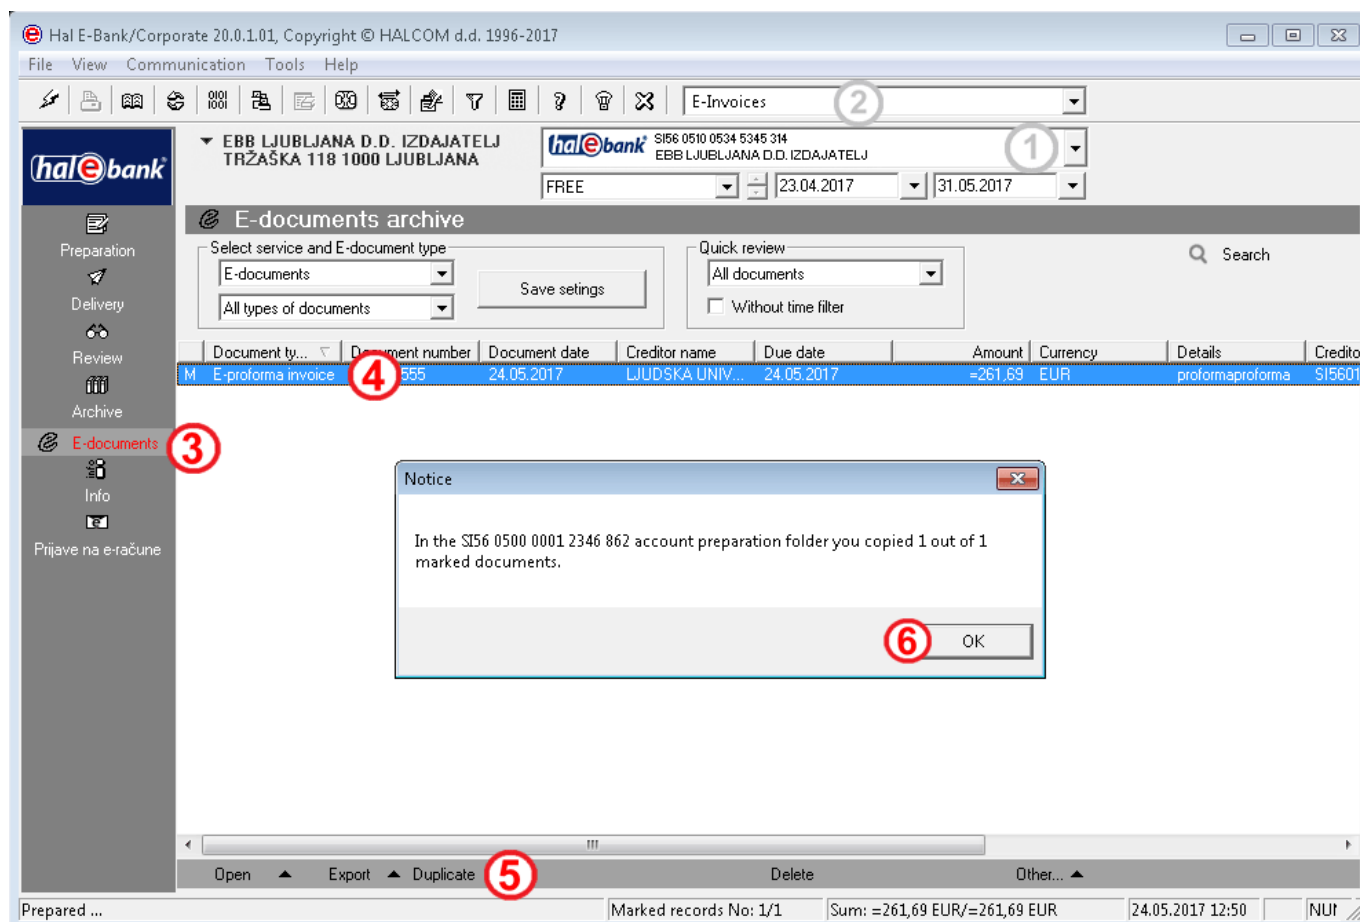 Hal E-Bank/Corporate 20.0.1.01, Copyright © HALCOM d.d. 1996-2017
File View Communication Tools Help
E-Invoices
2
halebank
EBB LJUBLJANA D.D. IZDAJATELJ
TRŽAŠKA 118 1000 LJUBLJANA
halebank SI56 0510 0534 5345 314
EBB LJUBLJANA D.D. IZDAJATELJ
1
FREE 23.04.2017 31.05.2017
E-documents archive
Preparation
Delivery
Review
Archive
E-documents
3
Info
Prijave na e-račune
Select service and E-document type
E-documents
All types of documents
Save setings
Quick review
All documents
Without time filter
Search
Document ty... Document number Document date Creditor name Due date Amount Currency Details Credito
M E-proforma invoice 4 555 24.05.2017 LJUDSKA UNIV... 24.05.2017 =261,69 EUR proformaproforma SI5601
Notice
In the SI56 0500 0001 2346 862 account preparation folder you copied 1 out of 1
marked documents.
6 OK
Open Export Duplicate 5 Delete Other...
Prepared ... Marked records No: 1/1 Sum: =261,69 EUR/=261,69 EUR 24.05.2017 12:50